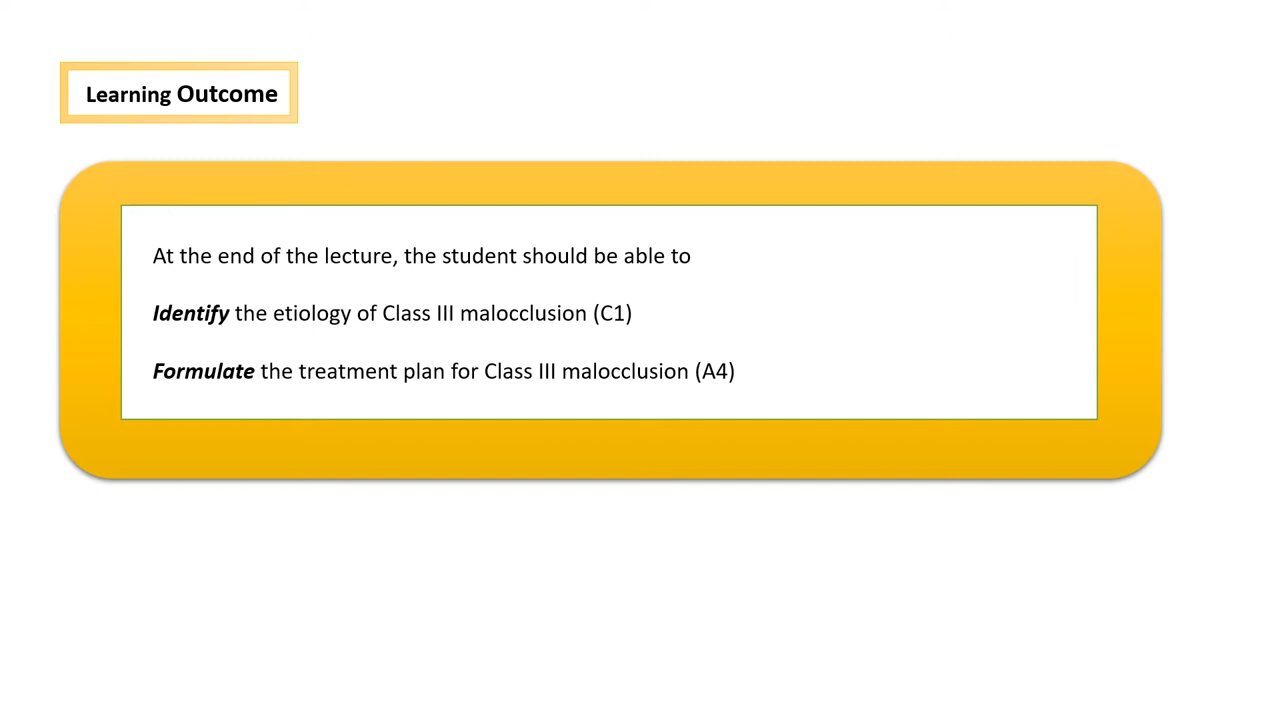 Learning Outcome
At the end of the lecture, the student should be able to
Identify the etiology of Class III malocclusion (C1)
Formulate the treatment plan for Class III malocclusion (A4)